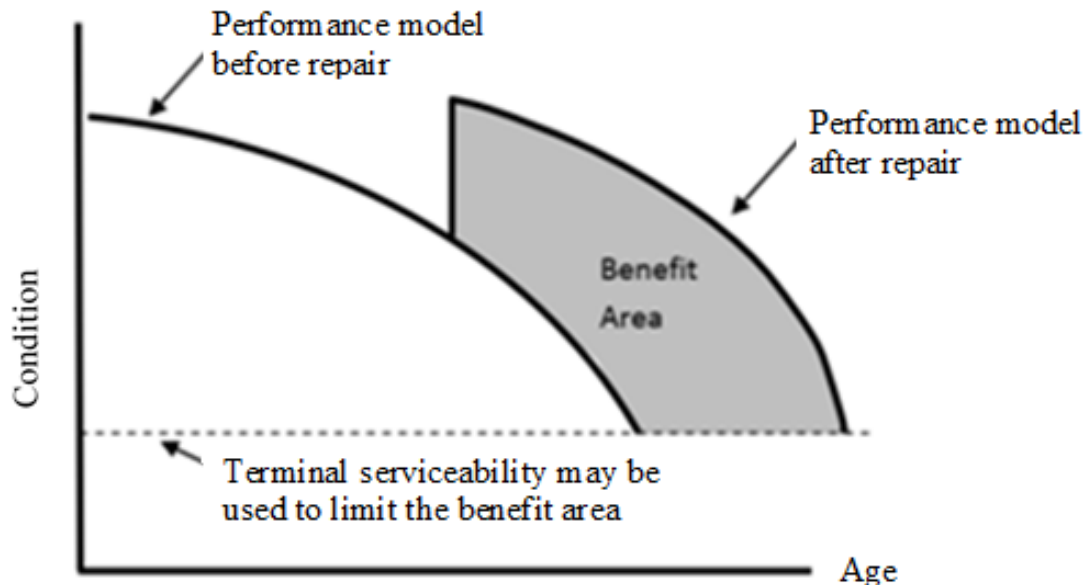 Performance model
before repair
Performance model
after repair
Benefit
Area
Condition
Terminal serviceability may be
used to limit the benefit area
Age